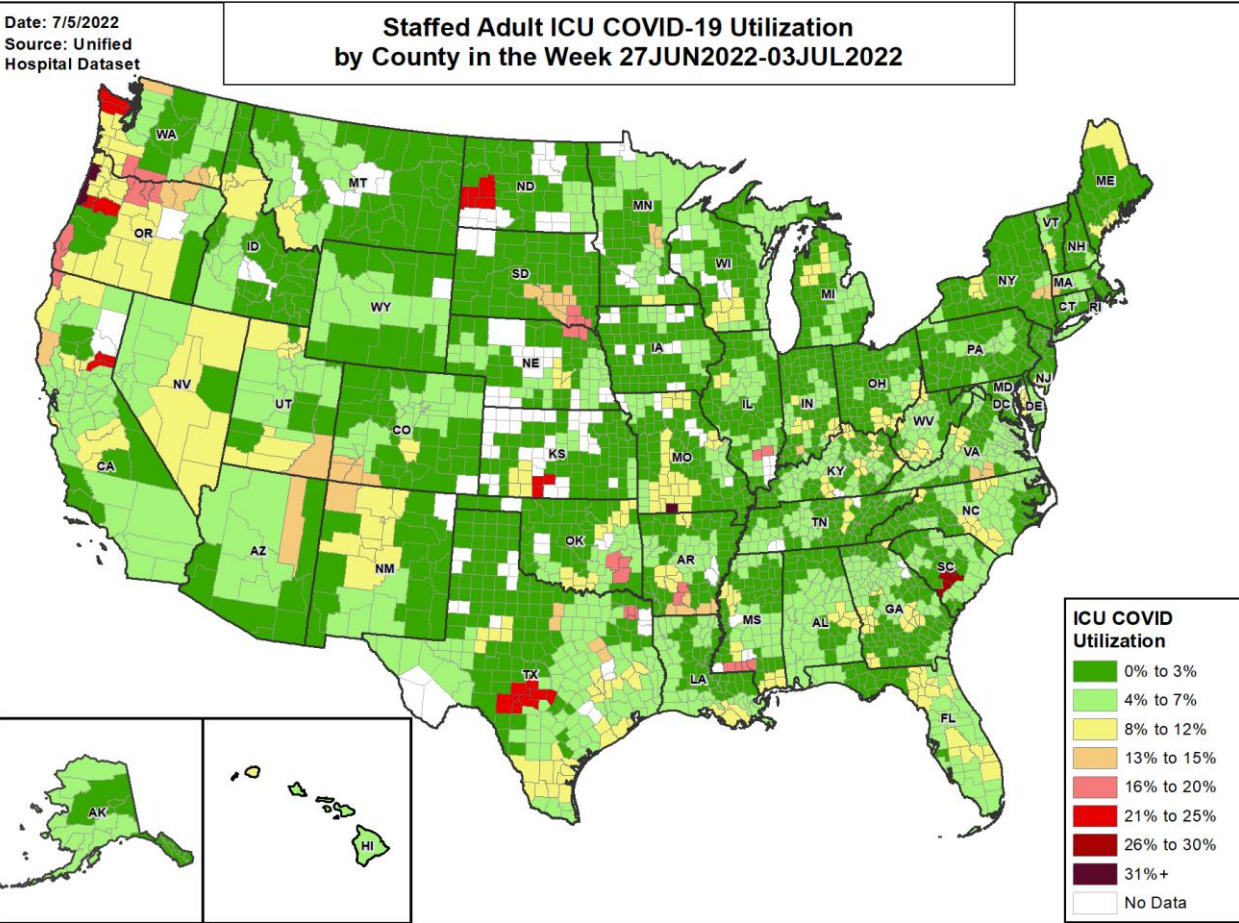 Date: 7/5/2022
Source: Unified
Hospital Dataset
Staffed Adult ICU COVID-19 Utilization
by County in the Week 27JUN2022-03JUL2022
WA
MT
ND
MN
ME
OR
ID
SD
WI
VT
NH
NY
MA
CT
RI
WY
MI
NV
NE
IA
PA
NJ
UT
CO
IL
IN
OH
MD
DC
DE
WV
CA
KS
MO
KY
VA
AZ
NM
OK
AR
TN
NC
SC
TX
LA
MS
AL
GA
FL
AK
HI
ICU COVID
Utilization
0% to 3%
4% to 7%
8% to 12%
13% to 15%
16% to 20%
21% to 25%
26% to 30%
31%+
No Data